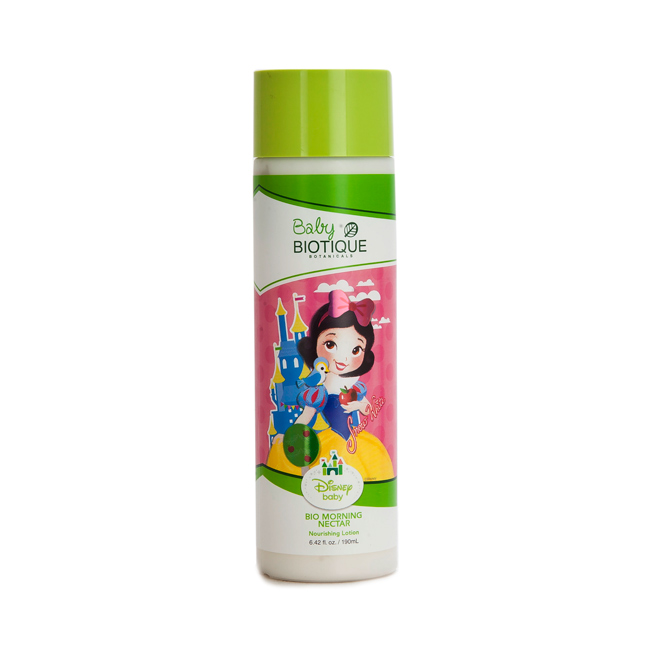 Baby
BIOTIQUE
BOTANICALS
Snow White
Disney
baby
BIO MORNING
NECTAR
Nourishing Lotion
6.42 fl. oz. / 190mL